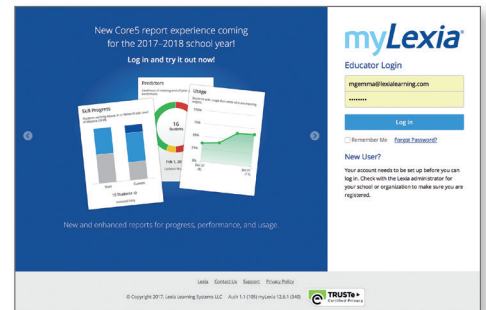 New Core5 report experience coming
for the 2017–2018 school year!
Log in and try it out now!
Skill Progress
10 Students
Predictors
16
Students
Usage
New and enhanced reports for progress, performance, and usage.
myLexia®
Educator Login
mgemma@lexialearning.com
••••••••
Log in
Remember Me Forgot Password?
New User?
Your account needs to be set up before you can
log in. Check with the Lexia administrator for
your school or organization to make sure you are
registered.
Lexia Contact Us Support Privacy Policy
© Copyright 2017, Lexia Learning Systems LLC
TRUSTe
Certified Privacy